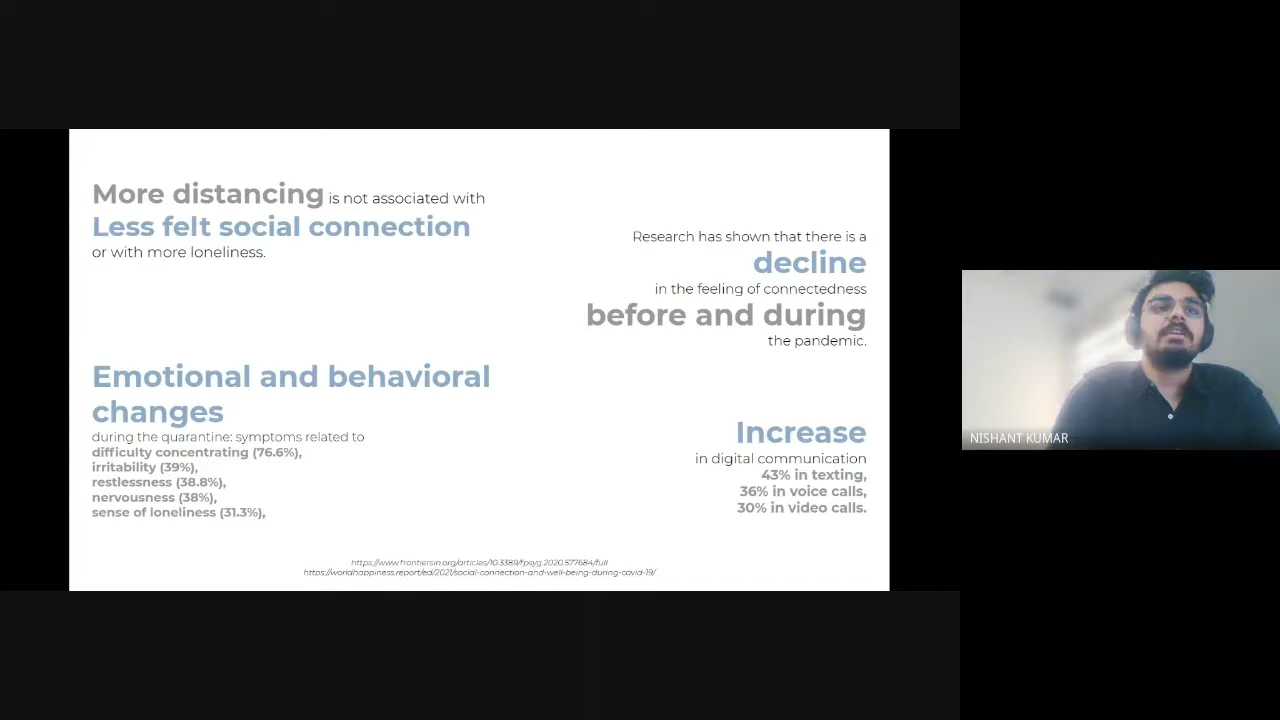 More distancing is not associated with
Less felt social connection
or with more loneliness.
Research has shown that there is a
decline
in the feeling of connectedness
before and during
the pandemic.
Emotional and behavioral
changes
during the quarantine: symptoms related to
difficulty concentrating (76.6%),
irritability (39%),
restlessness (38.8%),
nervousness (38%),
sense of loneliness (31.3%),
Increase
in digital communication
43% in texting,
36% in voice calls,
30% in video calls.
https://www.frontiersin.org/articles/10.3389/fpsyg.2020.577684/full
https://worldhappiness.report/ed/2021/social-connection-and-well-being-during-covid-19/
NISHANT KUMAR